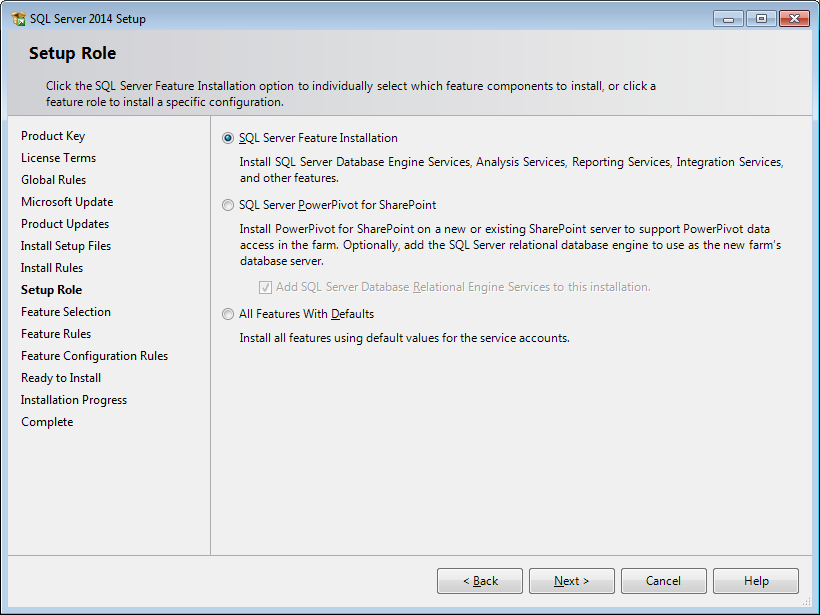 SQL Server 2014 Setup
Setup Role
Click the SQL Server Feature Installation option to individually select which feature components to install, or click a
feature role to install a specific configuration.
Product Key
License Terms
Global Rules
Microsoft Update
Product Updates
Install Setup Files
Install Rules
Setup Role
Feature Selection
Feature Rules
Feature Configuration Rules
Ready to Install
Installation Progress
Complete
SQL Server Feature Installation
Install SQL Server Database Engine Services, Analysis Services, Reporting Services, Integration Services,
and other features.
SQL Server PowerPivot for SharePoint
Install PowerPivot for SharePoint on a new or existing SharePoint server to support PowerPivot data
access in the farm. Optionally, add the SQL Server relational database engine to use as the new farm's
database server.
Add SQL Server Database Relational Engine Services to this installation.
All Features With Defaults
Install all features using default values for the service accounts.
< Back
Next >
Cancel
Help